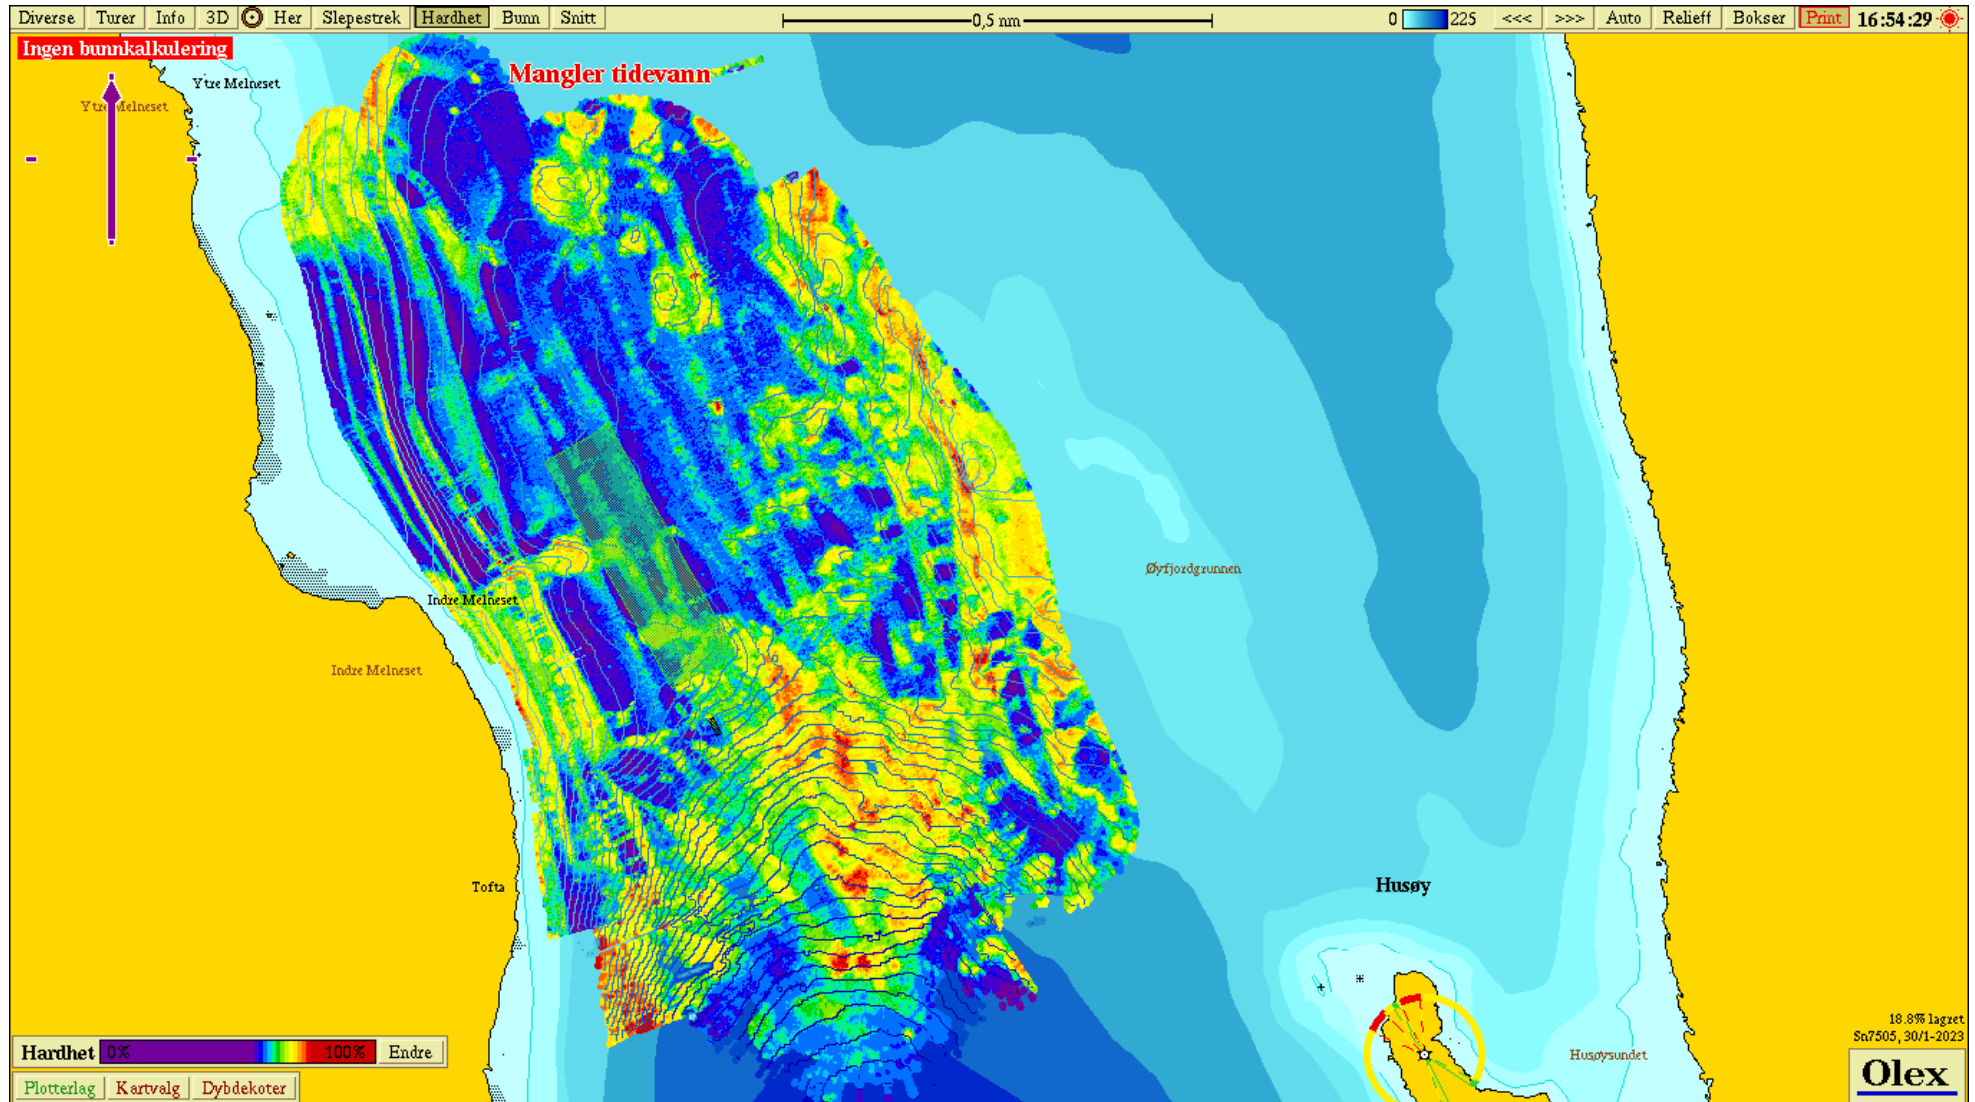 Diverse Turer Info 3D Her Slepestrek Hardhet Bunn Snitt 0,5 nm 0 225 <<< >>> Auto Relieff Bokser Print 16:54:29
Ingen bunnkalkulering
Mangler tidevann
Ytre Melneset
Ytre Melneset
Øyfjordgrunnen
Indre Melneset
Indre Melneset
Tofta
Husøy
Husøysundet
18.8% lagret
Sn7505, 30/1-2023
Olex
Hardhet 0% 100% Endre
Plotterlag Kartvalg Dybdekoter